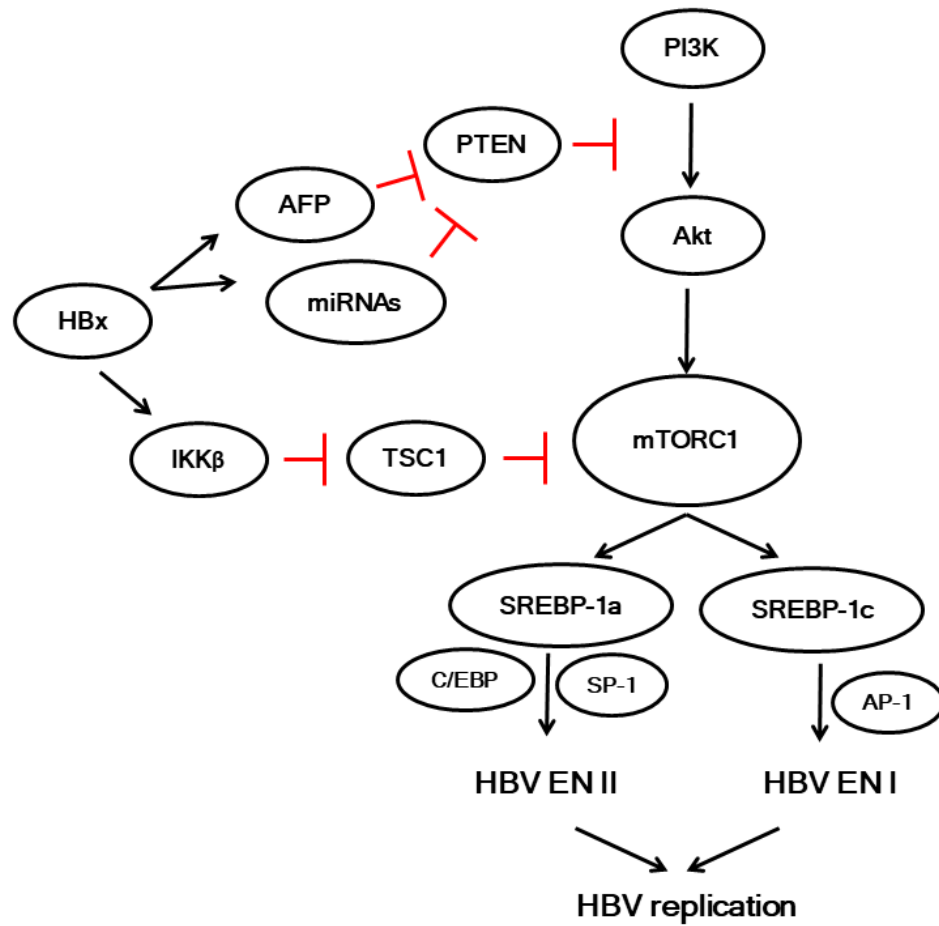 PI3K
PTEN
AFP
Akt
miRNAs
HBx
mTORC1
IKKβ
TSC1
SREBP-1a
SREBP-1c
C/EBP
SP-1
AP-1
HBV EN II
HBV EN I
HBV replication